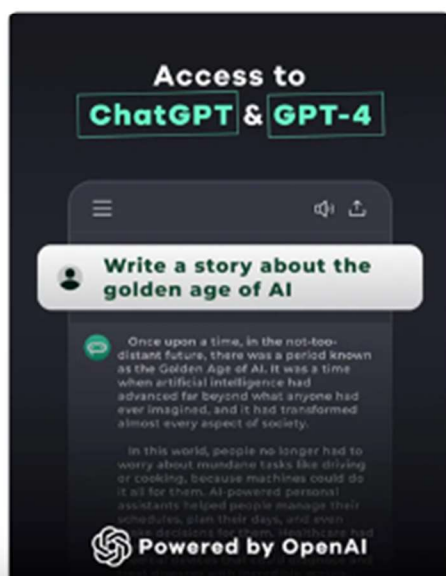 Access to
ChatGPT & GPT-4
Write a story about the
golden age of AI
Once upon a time, in the not-too-
distant future, there was a period known
as the Golden Age of AI. It was a time
when artificial intelligence had
advanced far beyond what anyone had
ever imagined, and it had transformed
almost every aspect of society.
In this world, people no longer had to
worry about mundane tasks like driving
or cooking, because machines could do
it all for them. AI-powered personal
assistants helped people manage their
schedules, plan their days, and even
decisions for them. Healthcare had
Powered by OpenAI